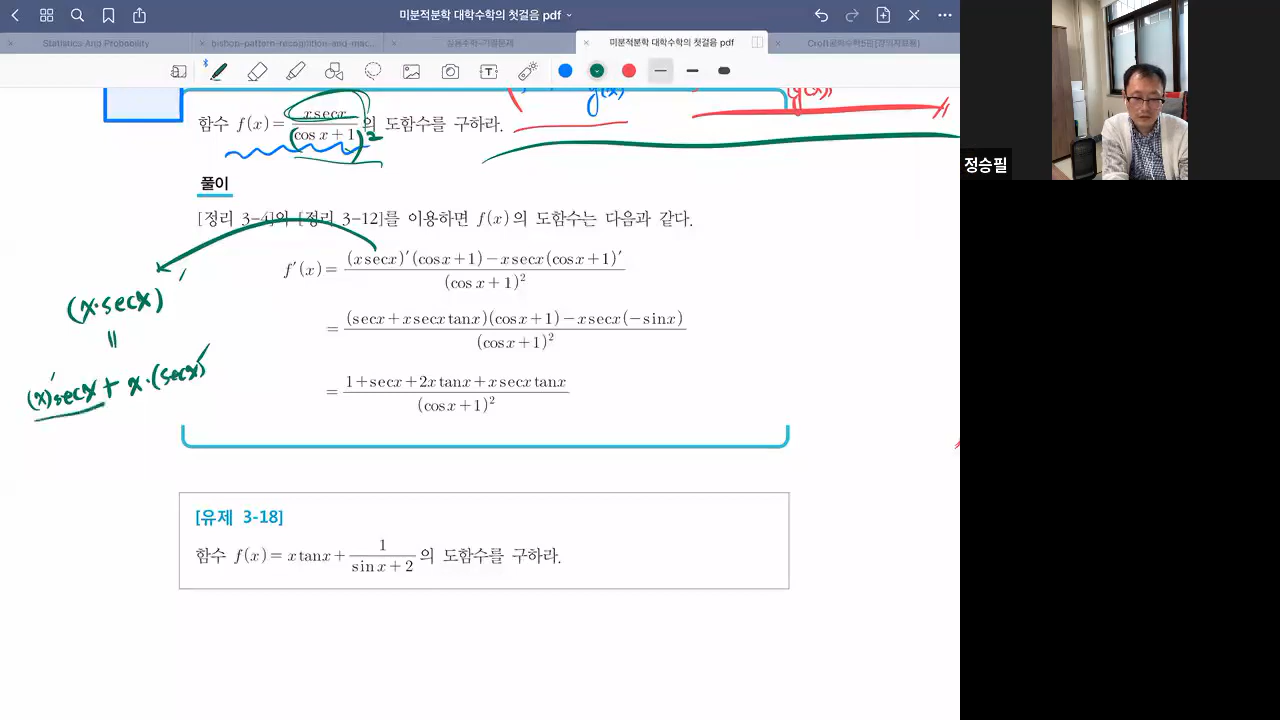 미분적분학 대학수학의 첫걸음 pdf
Statistics And Probability
bishop-pattern-recognition-and-mac...
미분적분학 대학수학의 첫걸음 pdf
y(x)
(y(x))
함수 f(x) = x sec x / (cos x + 1) 의 도함수를 구하라.
( )²
정승필
풀이
[정리 3-4]와 [정리 3-12]를 이용하면 f(x)의 도함수는 다음과 같다.
f′(x) = (x sec x)′(cos x+1) − x sec x(cos x+1)′ / (cos x+1)²
(x·secx)′
= (sec x + x sec x tan x)(cos x+1) − x sec x(−sin x) / (cos x+1)²
=
(x)′secx + x·(secx)′
= 1 + sec x + 2x tan x + x sec x tan x / (cos x+1)²
[유제 3-18]
함수 f(x) = x tan x + 1 / (sin x + 2) 의 도함수를 구하라.